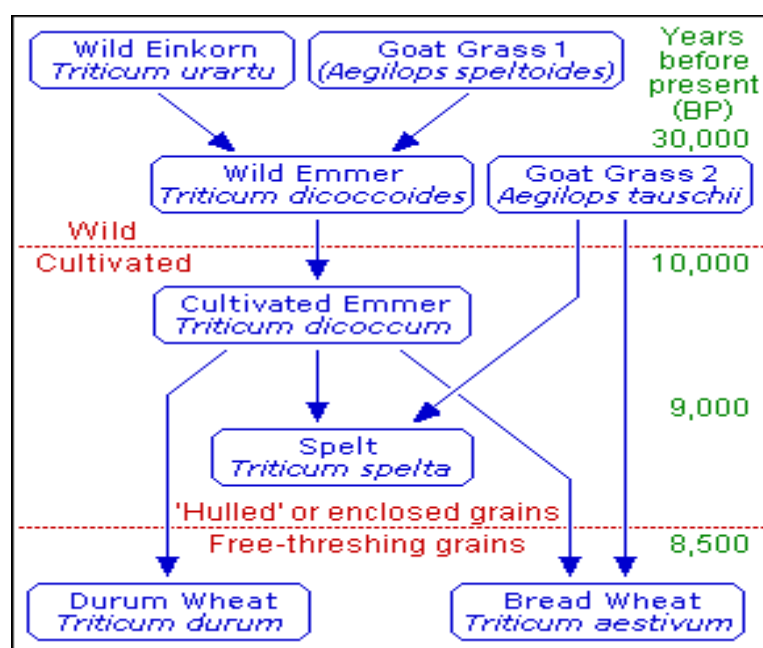 Wild Einkorn
Triticum urartu
Goat Grass 1
(Aegilops speltoides)
Years
before
present
(BP)
30,000
Wild Emmer
Triticum dicoccoides
Goat Grass 2
Aegilops tauschii
Wild
Cultivated
10,000
Cultivated Emmer
Triticum dicoccum
9,000
Spelt
Triticum spelta
'Hulled' or enclosed grains
Free-threshing grains
8,500
Durum Wheat
Triticum durum
Bread Wheat
Triticum aestivum